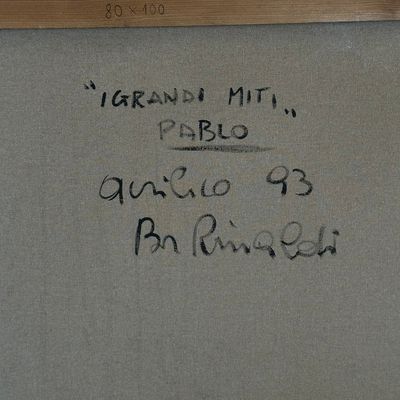 80 x 100
"I GRANDI MITI"
PABLO
acrilico 93
Br Rinaldi